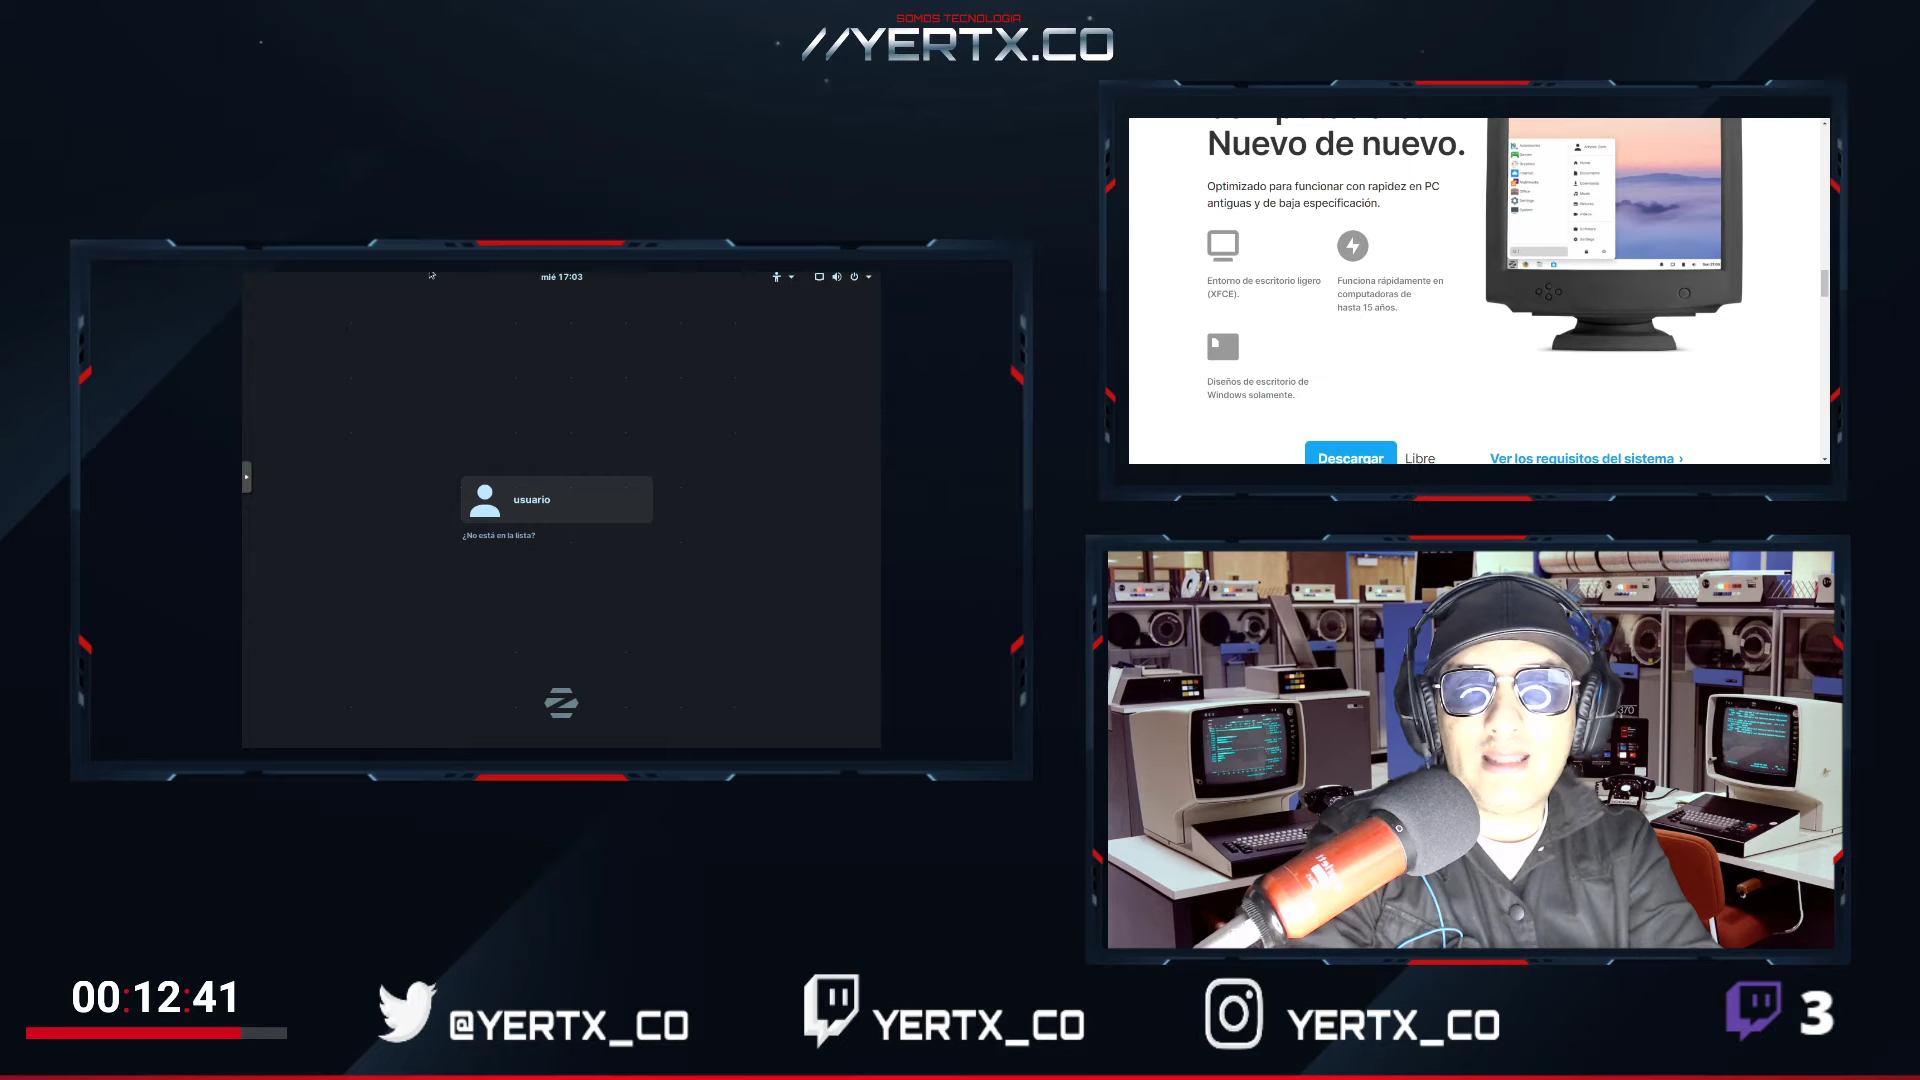 SOMOS TECNOLOGIA
//YERTX.CO
mié 17:03
usuario
¿No está en la lista?
Nuevo de nuevo.
Optimizado para funcionar con rapidez en PC
antiguas y de baja especificación.
Entorno de escritorio ligero
(XFCE).
Funciona rápidamente en
computadoras de
hasta 15 años.
Diseños de escritorio de
Windows solamente.
Descargar
Libre
Ver los requisitos del sistema ›
370
00:12:41
@YERTX_CO
YERTX_CO
YERTX_CO
3